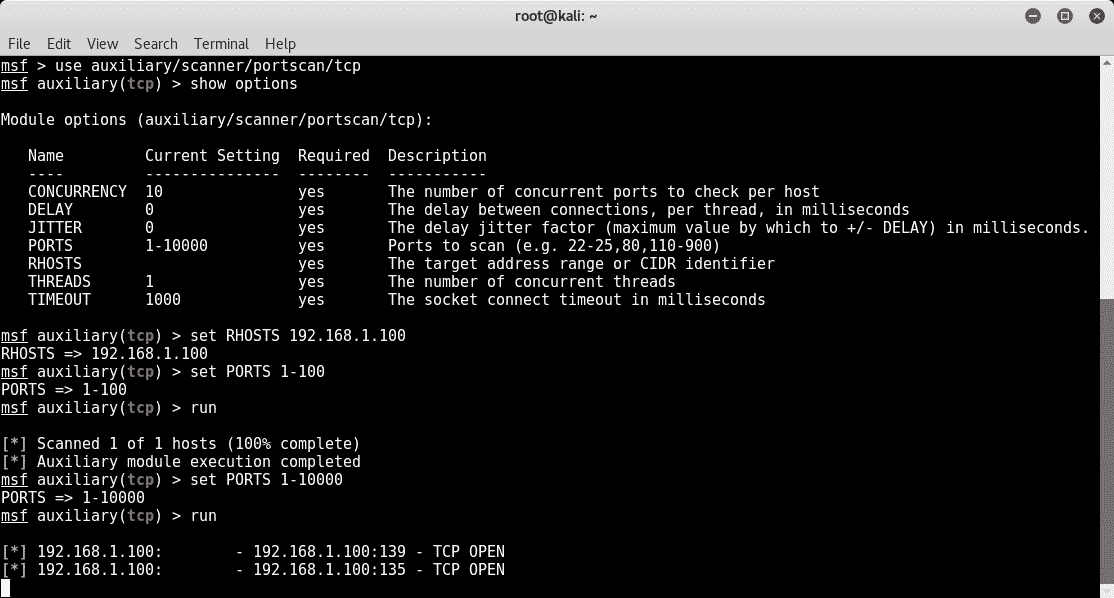 root@kali: ~
File Edit View Search Terminal Help
msf > use auxiliary/scanner/portscan/tcp
msf auxiliary(tcp) > show options
Module options (auxiliary/scanner/portscan/tcp):
Name Current Setting Required Description
---- --------------- -------- -----------
CONCURRENCY 10 yes The number of concurrent ports to check per host
DELAY 0 yes The delay between connections, per thread, in milliseconds
JITTER 0 yes The delay jitter factor (maximum value by which to +/- DELAY) in milliseconds.
PORTS 1-10000 yes Ports to scan (e.g. 22-25,80,110-900)
RHOSTS yes The target address range or CIDR identifier
THREADS 1 yes The number of concurrent threads
TIMEOUT 1000 yes The socket connect timeout in milliseconds
msf auxiliary(tcp) > set RHOSTS 192.168.1.100
RHOSTS => 192.168.1.100
msf auxiliary(tcp) > set PORTS 1-100
PORTS => 1-100
msf auxiliary(tcp) > run
[*] Scanned 1 of 1 hosts (100% complete)
[*] Auxiliary module execution completed
msf auxiliary(tcp) > set PORTS 1-10000
PORTS => 1-10000
msf auxiliary(tcp) > run
[*] 192.168.1.100: - 192.168.1.100:139 - TCP OPEN
[*] 192.168.1.100: - 192.168.1.100:135 - TCP OPEN